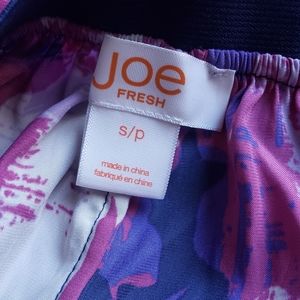 Joe
FRESH
s/p
made in china
fabriqué en chine